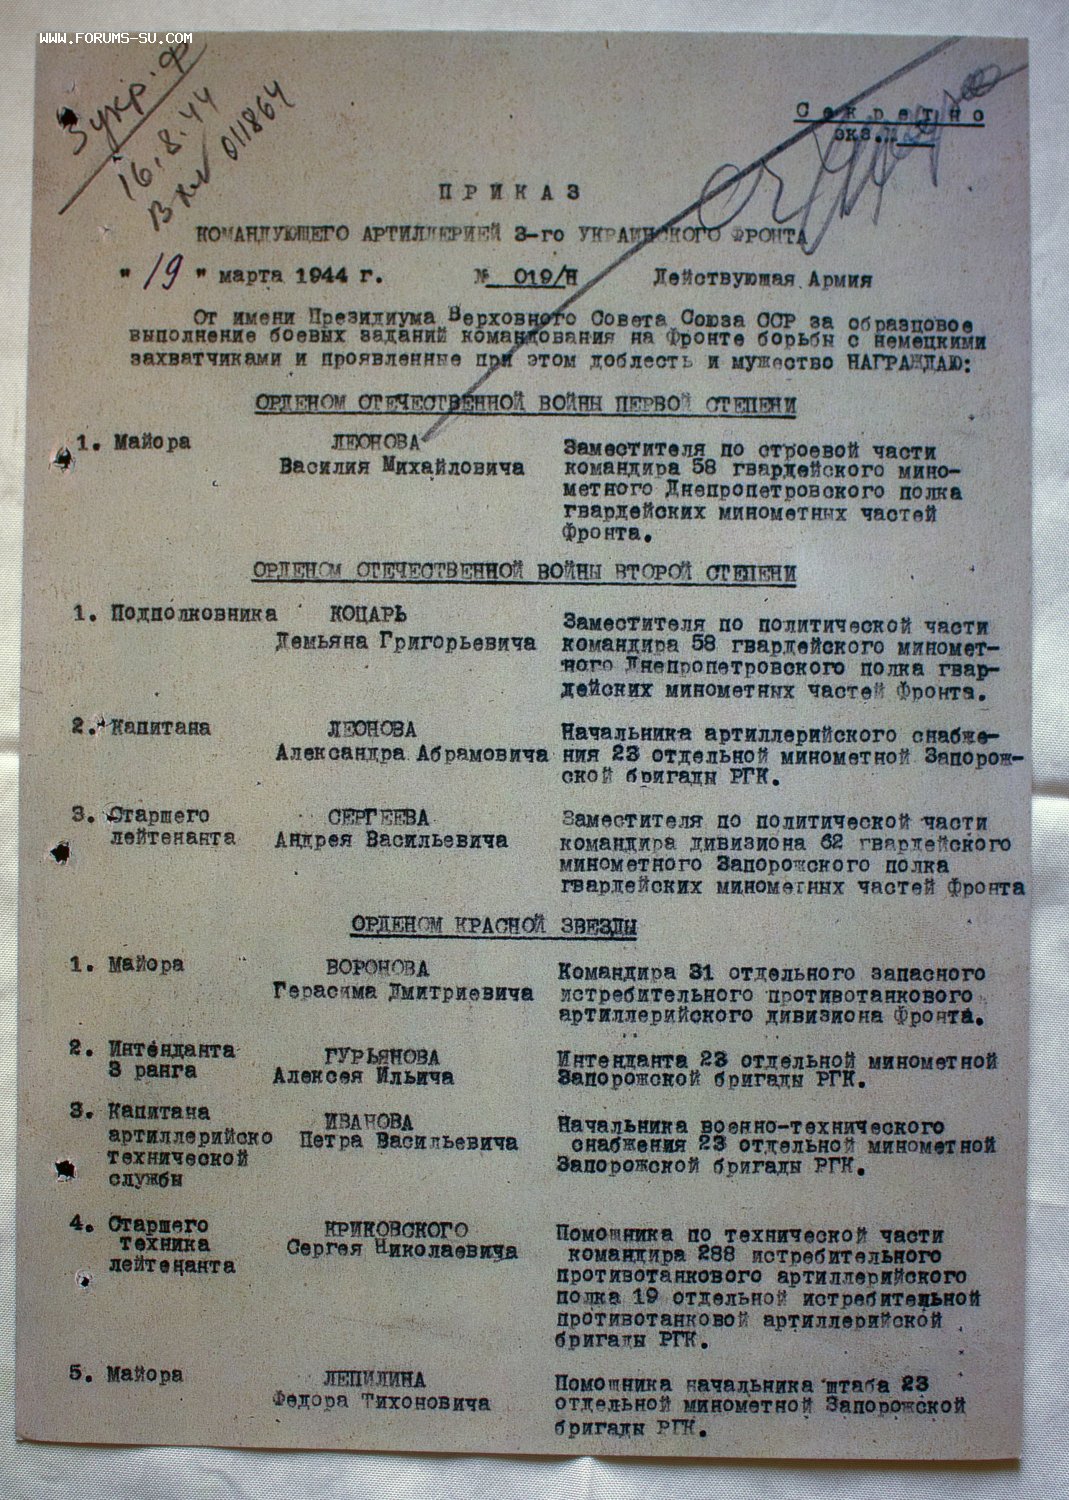 WWW.FORUMS-SU.COM
3 укр. Ф
16.8.44
Вх 011864
Секретно
экз.
ПРИКАЗ
КОМАНДУЮЩЕГО АРТИЛЛЕРИЕЙ 3-го УКРАИНСКОГО ФРОНТА
" 19 " марта 1944 г. № 019/Н Действующая Армия
От имени Президиума Верховного Совета Союза ССР за образцовое
выполнение боевых заданий командования на Фронте борьбы с немецкими
захватчиками и проявленные при этом доблесть и мужество НАГРАЖДАЮ:
ОРДЕНОМ ОТЕЧЕСТВЕННОЙ ВОЙНЫ ПЕРВОЙ СТЕПЕНИ
1. Майора ЛЕОНОВА
Василия Михайловича
Заместителя по строевой части
командира 58 гвардейского мино-
метного Днепропетровского полка
гвардейских минометных частей
Фронта.
ОРДЕНОМ ОТЕЧЕСТВЕННОЙ ВОЙНЫ ВТОРОЙ СТЕПЕНИ
1. Подполковника КОЦАРЬ
Демьяна Григорьевича
Заместителя по политической части
командира 58 гвардейского миномет-
ного Днепропетровского полка гвар-
дейских минометных частей Фронта.
2. Капитана ЛЕОНОВА
Александра Абрамовича
Начальника артиллерийского снабже-
ния 23 отдельной минометной Запорож-
ской бригады РГК.
3. Старшего СЕРГЕЕВА
лейтенанта Андрея Васильевича
Заместителя по политической части
командира дивизиона 62 гвардейского
минометного Запорожского полка
гвардейских минометных частей Фронта
ОРДЕНОМ КРАСНОЙ ЗВЕЗДЫ
1. Майора ВОРОНОВА
Герасима Дмитриевича
Командира 31 отдельного запасного
истребительного противотанкового
артиллерийского дивизиона Фронта.
2. Интенданта ГУРЬЯНОВА
3 ранга Алексея Ильича
Интенданта 23 отдельной минометной
Запорожской бригады РГК.
3. Капитана ИВАНОВА
артиллерийско Петра Васильевича
технической
службы
Начальника военно-технического
снабжения 23 отдельной минометной
Запорожской бригады РГК.
4. Старшего КРИКОВСКОГО
техника Сергея Николаевича
лейтенанта
Помошника по технической части
командира 288 истребительного
противотанкового артиллерийского
полка 19 отдельной истребительной
противотанковой артиллерийской
бригады РГК.
5. Майора ЛЕПИЛИНА
Федора Тихоновича
Помошника начальника штаба 23
отдельной минометной Запорожской
бригады РГК.